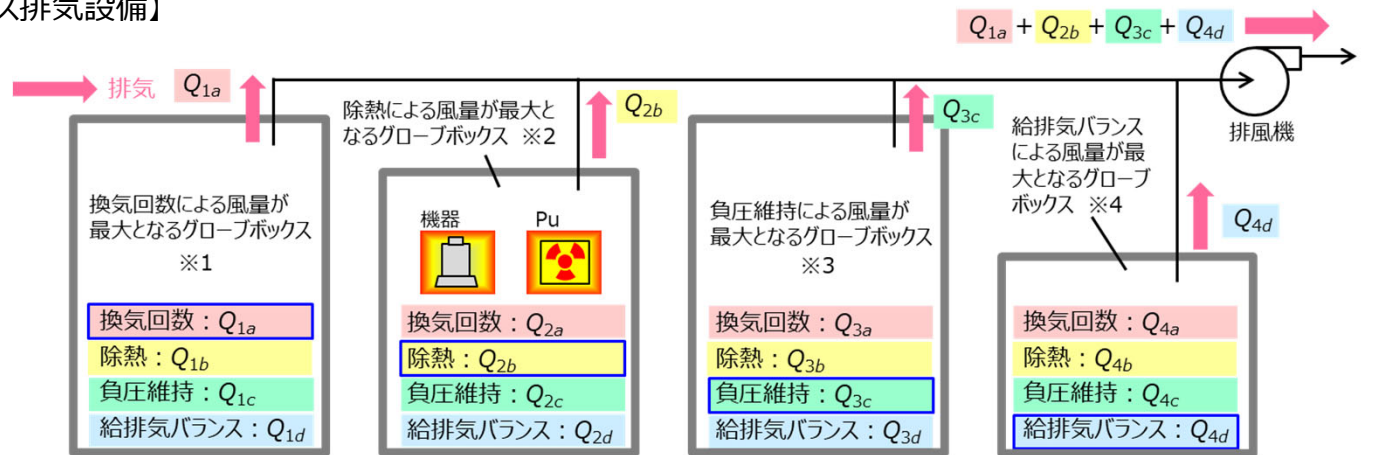 ス排気設備】
Q1a + Q2b + Q3c + Q4d
排気 Q1a
除熱による風量が最大と
なるグローブボックス ※2
Q2b
Q3c
給排気バランス
による風量が最
大となるグローブ
ボックス ※4
排風機
Q4d
換気回数による風量が
最大となるグローブボックス
※1
機器
Pu
負圧維持による風量が
最大となるグローブボックス
※3
換気回数：Q1a
除熱：Q1b
負圧維持：Q1c
給排気バランス：Q1d
換気回数：Q2a
除熱：Q2b
負圧維持：Q2c
給排気バランス：Q2d
換気回数：Q3a
除熱：Q3b
負圧維持：Q3c
給排気バランス：Q3d
換気回数：Q4a
除熱：Q4b
負圧維持：Q4c
給排気バランス：Q4d